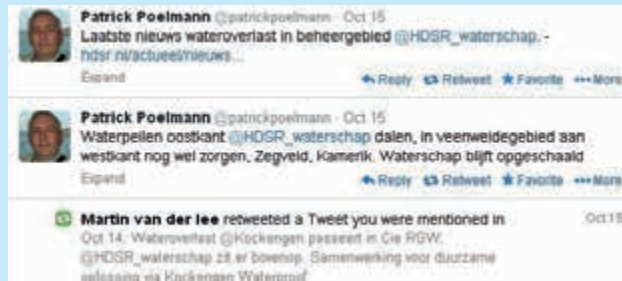 Patrick Poelmann @patrickpoelmann · Oct 15
Laatste nieuws wateroverlast in beheergebied @HDSR_waterschap. -
hdsr.nl/actueel/nieuws...
Expand
Reply Retweet Favorite More
Patrick Poelmann @patrickpoelmann · Oct 15
Waterpeilen oostkant @HDSR_waterschap dalen, in veenweidegebied aan
westkant nog wel zorgen, Zegveld, Kamerik. Waterschap blijft opgeschaald
Expand
Reply Retweet Favorite More
Martin van der lee retweeted a Tweet you were mentioned in Oct 15
Oct 14: Wateroverlast @Kockengen passeert in Cie RGW.
@HDSR_waterschap zit er bovenop. Samenwerking voor duurzame
oplossing via Kockengen Waterproof